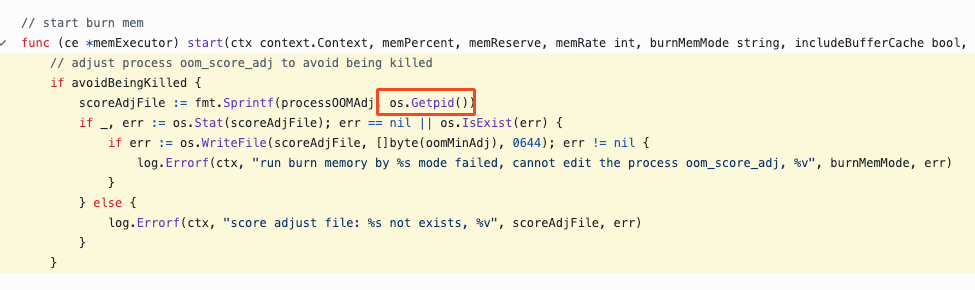 // start burn mem
func (ce *memExecutor) start(ctx context.Context, memPercent, memReserve, memRate int, burnMemMode string, includeBufferCache bool,
// adjust process oom_score_adj to avoid being killed
if avoidBeingKilled {
scoreAdjFile := fmt.Sprintf(processOOMAdj, os.Getpid())
if _, err := os.Stat(scoreAdjFile); err == nil || os.IsExist(err) {
if err := os.WriteFile(scoreAdjFile, []byte(oomMinAdj), 0644); err != nil {
log.Errorf(ctx, "run burn memory by %s mode failed, cannot edit the process oom_score_adj, %v", burnMemMode, err)
}
} else {
log.Errorf(ctx, "score adjust file: %s not exists, %v", scoreAdjFile, err)
}
}